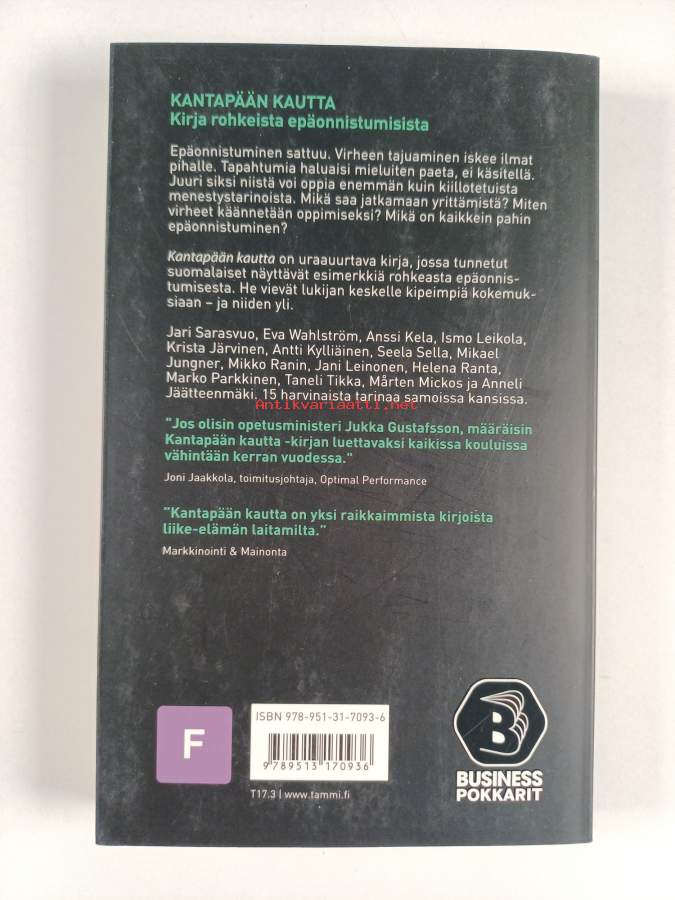 KANTAPÄÄN KAUTTA
Kirja rohkeista epäonnistumisista
Epäonnistuminen sattuu. Virheen tajuaminen iskee ilmat
pihalle. Tapahtumia haluaisi mieluiten paeta, ei käsitellä.
Juuri siksi niistä voi oppia enemmän kuin kiillotetuista
menestystarinoista. Mikä saa jatkamaan yrittämistä? Miten
virheet käännetään oppimiseksi? Mikä on kaikkein pahin
epäonnistuminen?
Kantapään kautta on uraauurtava kirja, jossa tunnetut
suomalaiset näyttävät esimerkkiä rohkeasta epäonnis-
tumisesta. He vievät lukijan keskelle kipeimpiä kokemuk-
siaan – ja niiden yli.
Jari Sarasvuo, Eva Wahlström, Anssi Kela, Ismo Leikola,
Krista Järvinen, Antti Kylliäinen, Seela Sella, Mikael
Jungner, Mikko Ranin, Jani Leinonen, Helena Ranta,
Marko Parkkinen, Taneli Tikka, Mårten Mickos ja Anneli
Jäätteenmäki. 15 harvinaista tarinaa samoissa kansissa.
Antikvariaatti.net
"Jos olisin opetusministeri Jukka Gustafsson, määräisin
Kantapään kautta -kirjan luettavaksi kaikissa kouluissa
vähintään kerran vuodessa."
Joni Jaakkola, toimitusjohtaja, Optimal Performance
"Kantapään kautta on yksi raikkaimmista kirjoista
liike-elämän laitamilta."
Markkinointi & Mainonta
F
ISBN 978-951-31-7093-6
9789513170936
T17.3 | www.tammi.fi
B
BUSINESS
POKKARIT